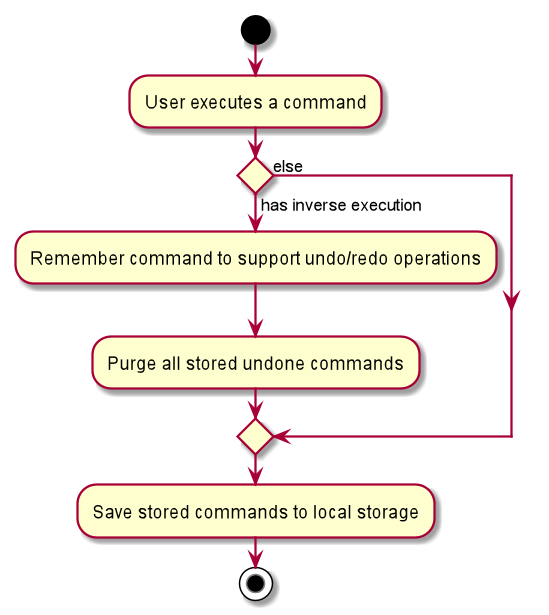 User executes a command
else
has inverse execution
Remember command to support undo/redo operations
Purge all stored undone commands
Save stored commands to local storage